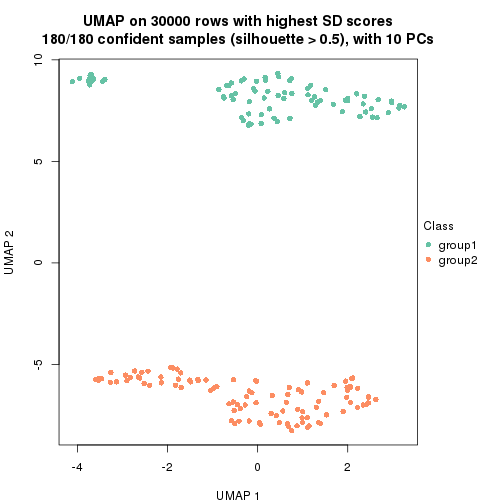 UMAP on 30000 rows with highest SD scores
180/180 confident samples (silhouette > 0.5), with 10 PCs
10
5
0
-5
UMAP 2
-4
-2
0
2
UMAP 1
Class
group1
group2